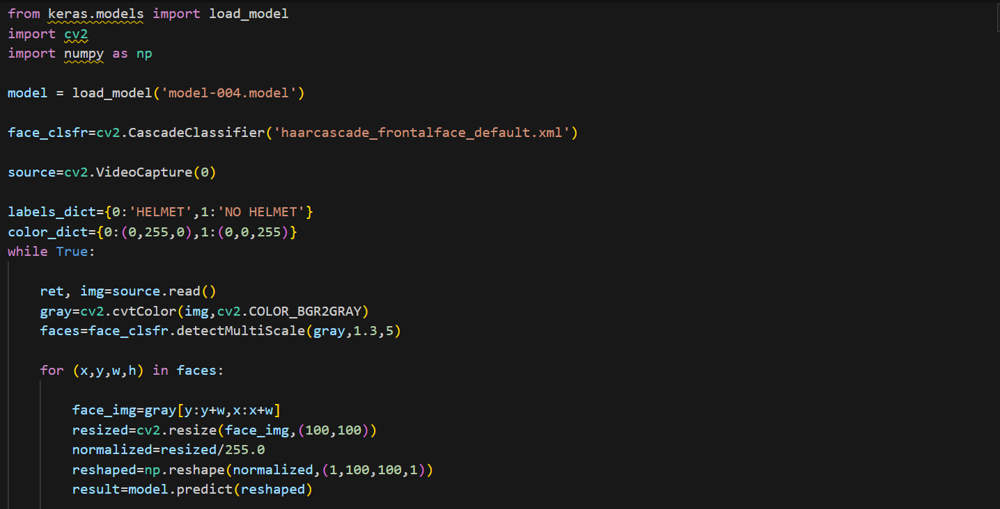 from keras.models import load_model
import cv2
import numpy as np
model = load_model('model-004.model')
face_clsfr=cv2.CascadeClassifier('haarcascade_frontalface_default.xml')
source=cv2.VideoCapture(0)
labels_dict={0:'HELMET',1:'NO HELMET'}
color_dict={0:(0,255,0),1:(0,0,255)}
while True:
    ret, img=source.read()
    gray=cv2.cvtColor(img,cv2.COLOR_BGR2GRAY)
    faces=face_clsfr.detectMultiScale(gray,1.3,5)
    for (x,y,w,h) in faces:
        face_img=gray[y:y+w,x:x+w]
        resized=cv2.resize(face_img,(100,100))
        normalized=resized/255.0
        reshaped=np.reshape(normalized,(1,100,100,1))
        result=model.predict(reshaped)